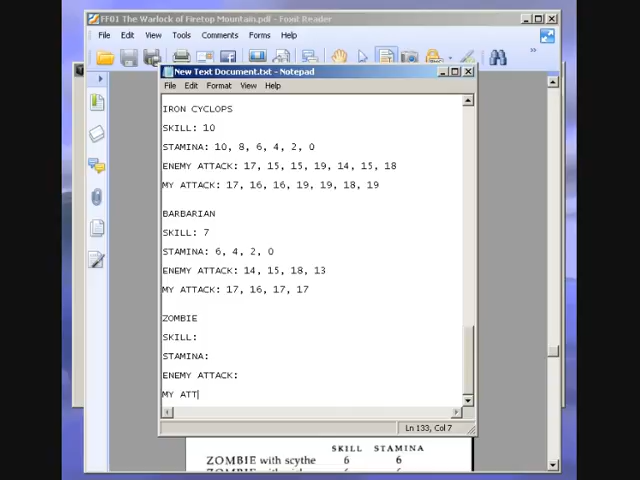 FF01 The Warlock of Firetop Mountain.pdf - Foxit Reader
File Edit View Tools Comments Forms Help
New Text Document.txt - Notepad
File Edit Format View Help
IRON CYCLOPS
SKILL: 10
STAMINA: 10, 8, 6, 4, 2, 0
ENEMY ATTACK: 17, 15, 15, 19, 14, 15, 18
MY ATTACK: 17, 16, 16, 19, 19, 18, 19
BARBARIAN
SKILL: 7
STAMINA: 6, 4, 2, 0
ENEMY ATTACK: 14, 15, 18, 13
MY ATTACK: 17, 16, 17, 17
ZOMBIE
SKILL:
STAMINA:
ENEMY ATTACK:
MY ATT
Ln 133, Col 7
SKILL STAMINA
ZOMBIE with scythe 6 6